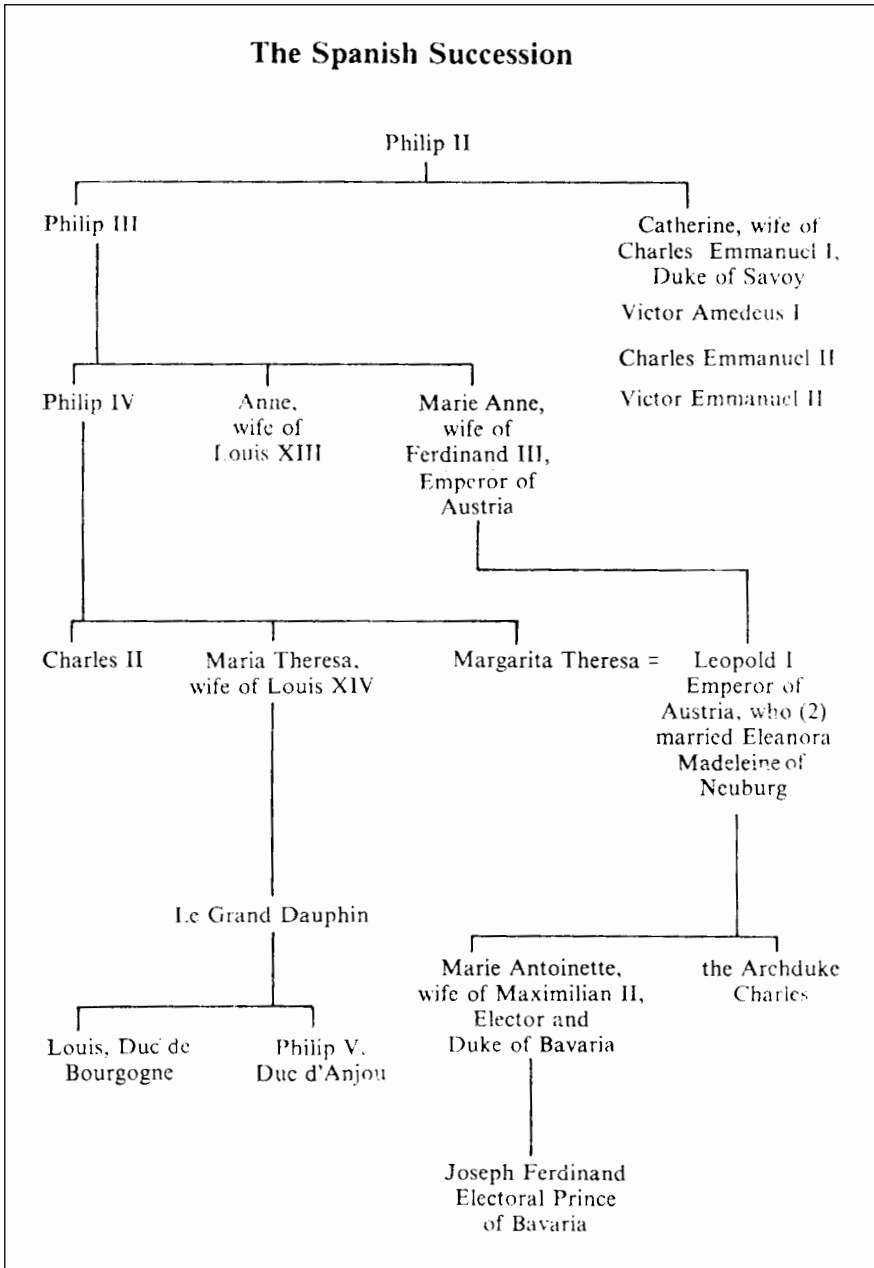 The Spanish Succession
Philip II
Philip III
Catherine, wife of
Charles Emmanuel I,
Duke of Savoy
Victor Amedeus I
Charles Emmanuel II
Victor Emmanuel II
Philip IV
Anne,
wife of
Louis XIII
Marie Anne,
wife of
Ferdinand III,
Emperor of
Austria
Charles II
Maria Theresa,
wife of Louis XIV
Margarita Theresa =
Leopold I
Emperor of
Austria, who (2)
married Eleanora
Madeleine of
Neuburg
Le Grand Dauphin
Louis, Duc de
Bourgogne
Philip V,
Duc d'Anjou
Marie Antoinette,
wife of Maximilian II,
Elector and
Duke of Bavaria
the Archduke
Charles
Joseph Ferdinand
Electoral Prince
of Bavaria